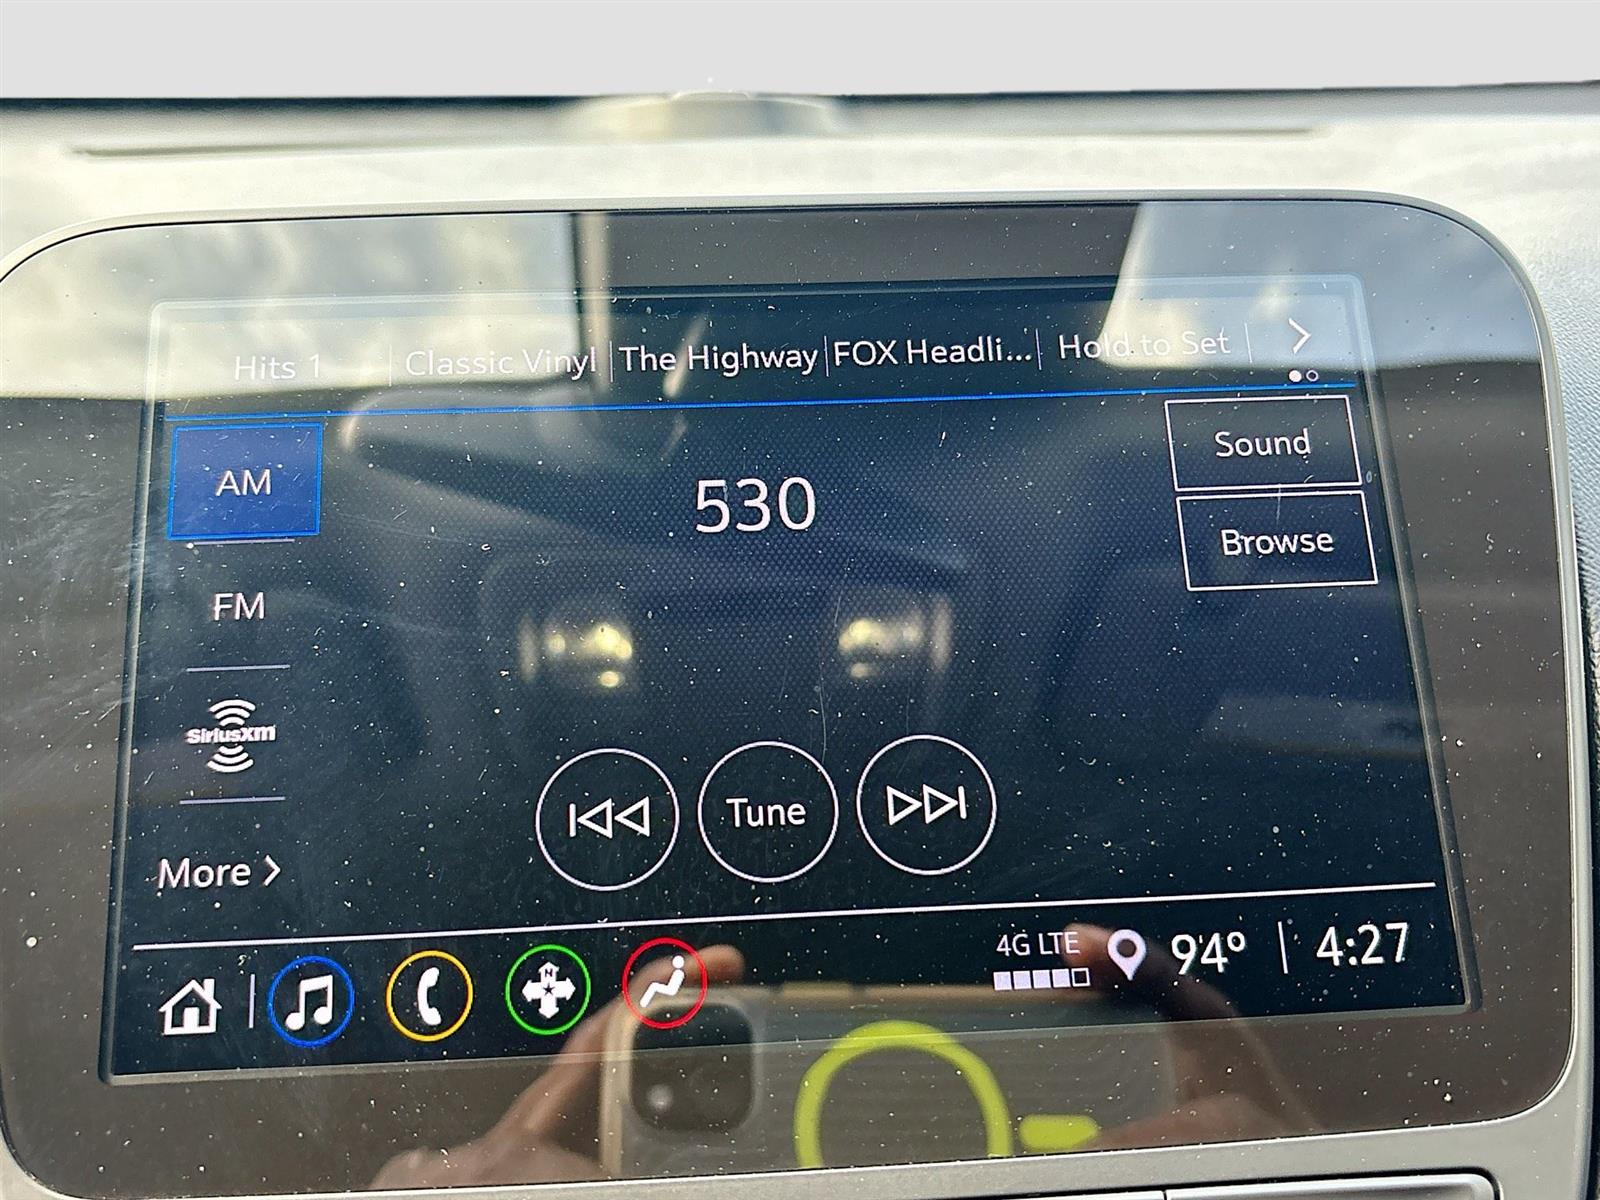 Hits 1
Classic Vinyl
The Highway
FOX Headli...
Hold to Set
AM
530
Sound
Browse
FM
SiriusXm
Tune
More
N
4G LTE
94°
4:27